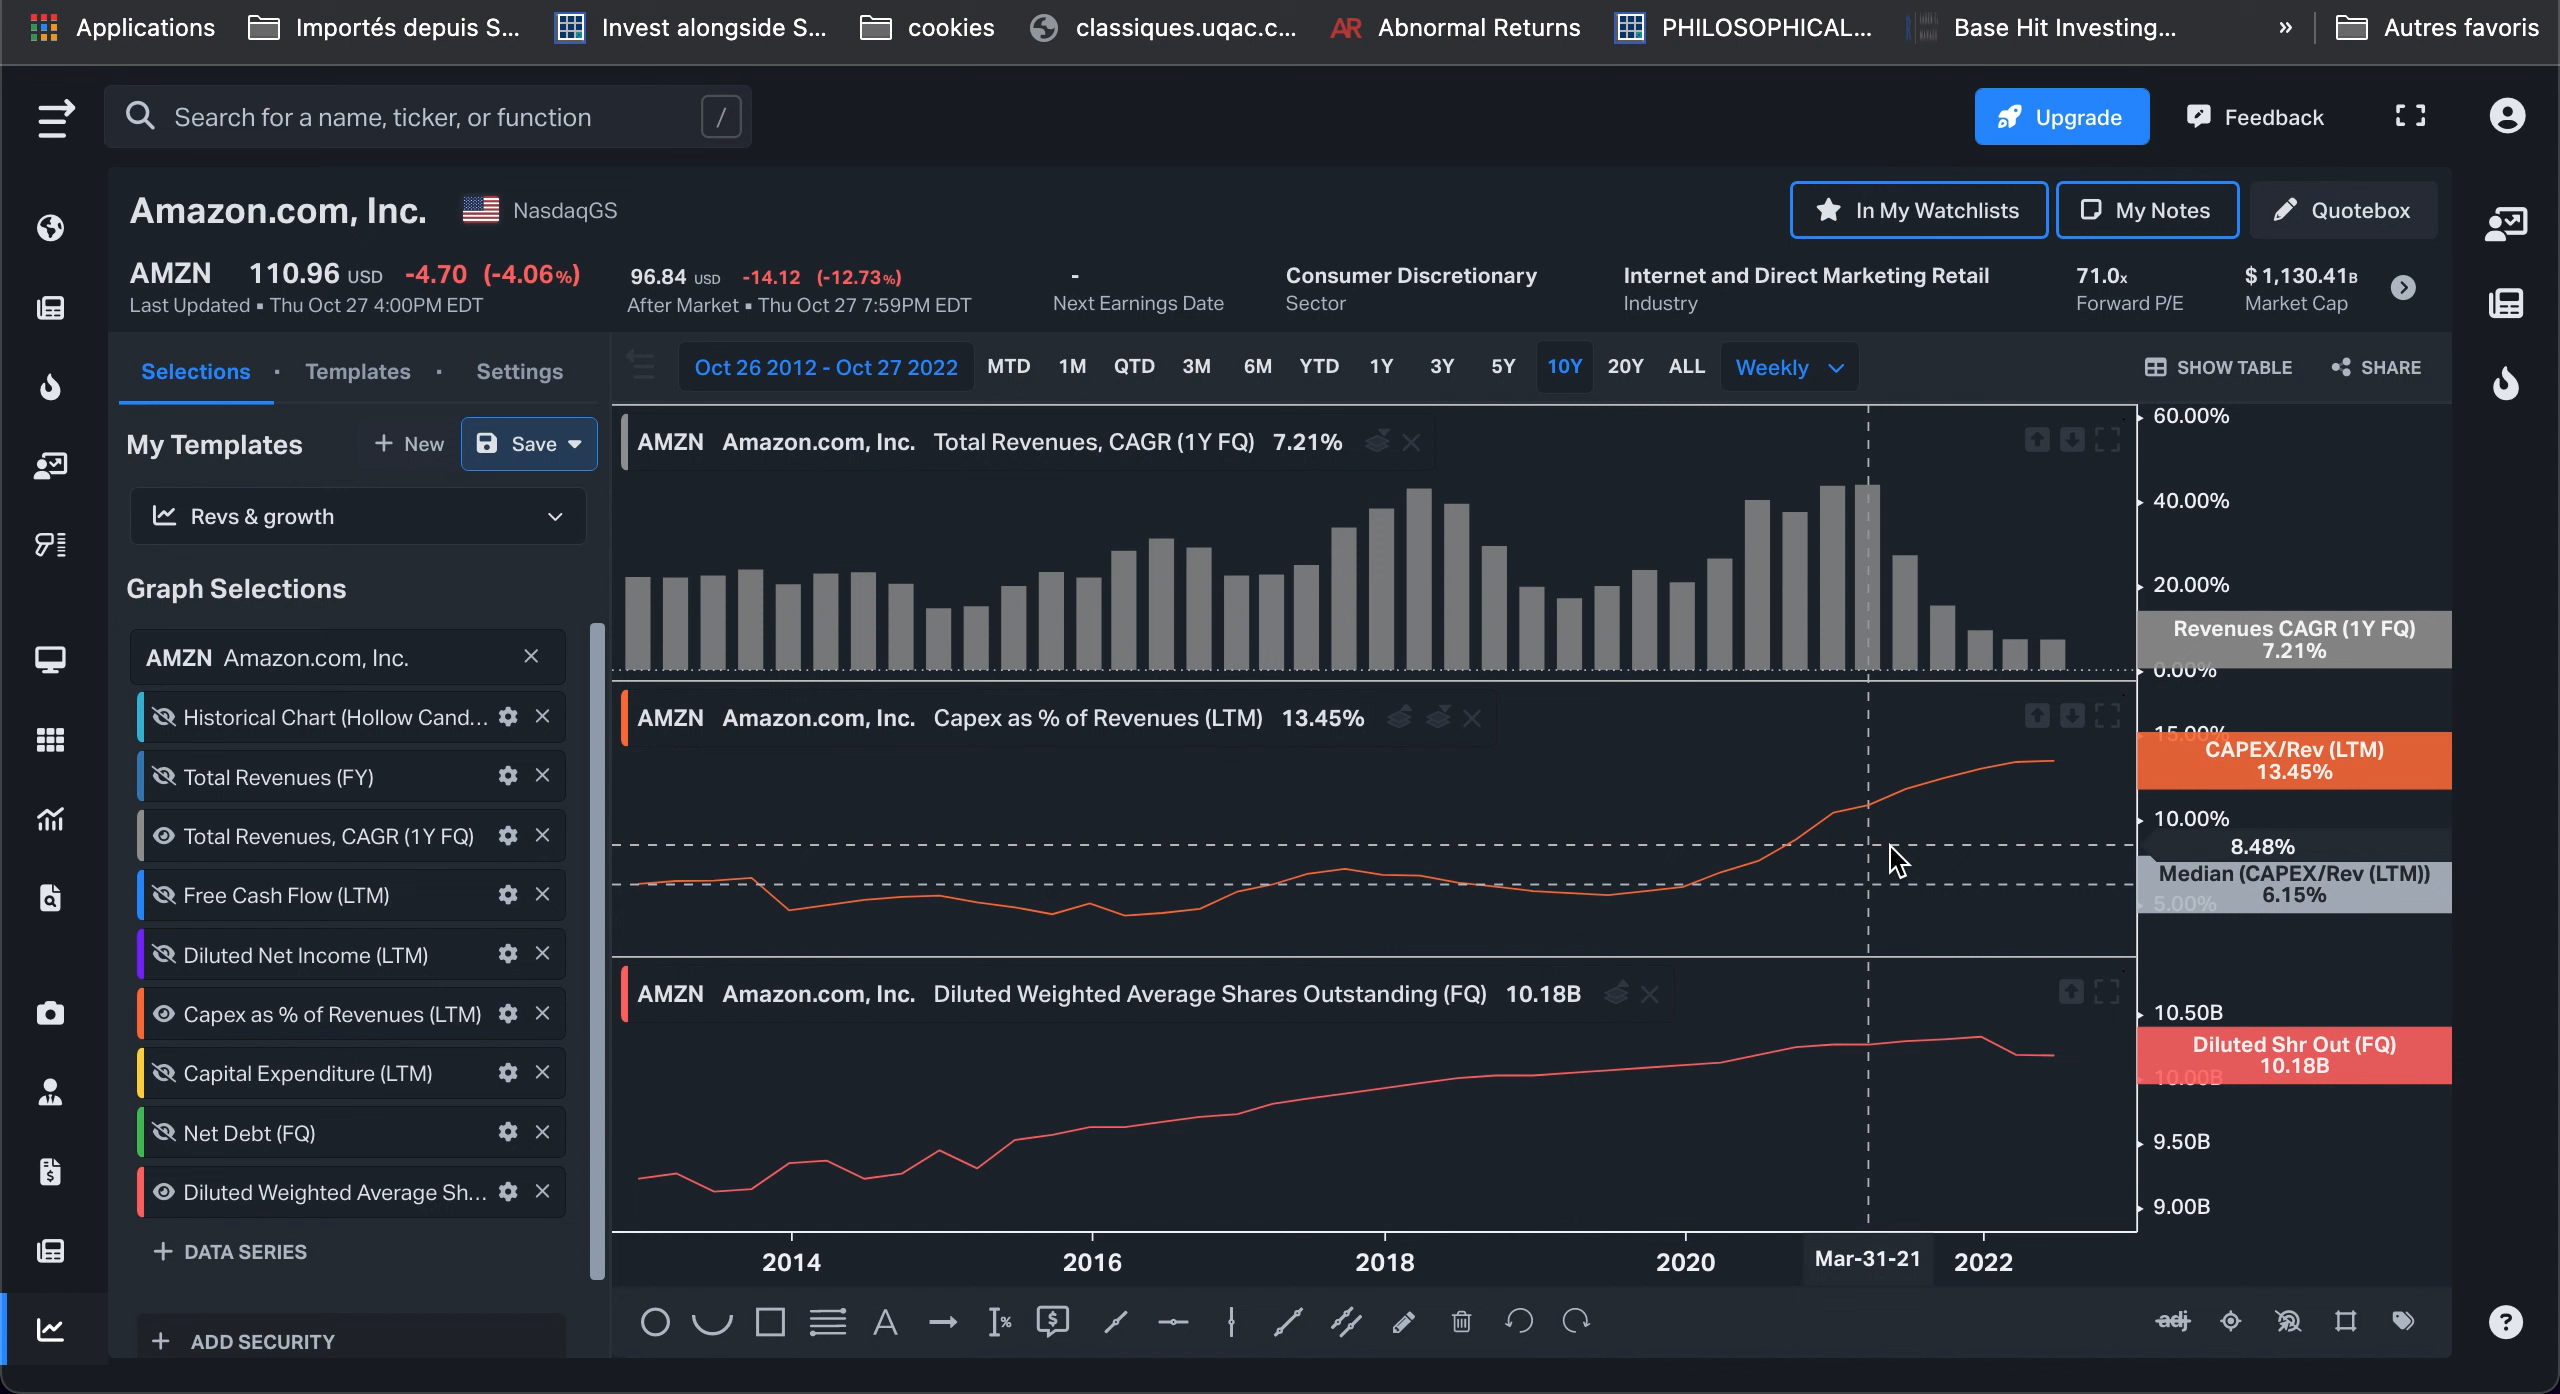 Applications Importés depuis S... Invest alongside S... cookies classiques.uqac.c... AR Abnormal Returns PHILOSOPHICAL... Base Hit Investing... » Autres favoris
Search for a name, ticker, or function /
Upgrade Feedback
Amazon.com, Inc. NasdaqGS
In My Watchlists My Notes Quotebox
AMZN 110.96 USD -4.70 (-4.06%) 96.84 USD -14.12 (-12.73%) - Consumer Discretionary Internet and Direct Marketing Retail 71.0x $1,130.41B
Last Updated ▪ Thu Oct 27 4:00PM EDT After Market ▪ Thu Oct 27 7:59PM EDT Next Earnings Date Sector Industry Forward P/E Market Cap
Selections · Templates · Settings
Oct 26 2012 - Oct 27 2022 MTD 1M QTD 3M 6M YTD 1Y 3Y 5Y 10Y 20Y ALL Weekly SHOW TABLE SHARE
My Templates + New Save
Revs & growth
Graph Selections
AMZN Amazon.com, Inc.
Historical Chart (Hollow Cand...
Total Revenues (FY)
Total Revenues, CAGR (1Y FQ)
Free Cash Flow (LTM)
Diluted Net Income (LTM)
Capex as % of Revenues (LTM)
Capital Expenditure (LTM)
Net Debt (FQ)
Diluted Weighted Average Sh...
+ DATA SERIES
+ ADD SECURITY
AMZN Amazon.com, Inc. Total Revenues, CAGR (1Y FQ) 7.21%
60.00%
40.00%
20.00%
Revenues CAGR (1Y FQ)
7.21%
0.00%
AMZN Amazon.com, Inc. Capex as % of Revenues (LTM) 13.45%
15.00%
CAPEX/Rev (LTM)
13.45%
10.00%
8.48%
Median (CAPEX/Rev (LTM))
6.15%
5.00%
AMZN Amazon.com, Inc. Diluted Weighted Average Shares Outstanding (FQ) 10.18B
10.50B
Diluted Shr Out (FQ)
10.18B
10.00B
9.50B
9.00B
2014 2016 2018 2020 Mar-31-21 2022
A % $ adj ?